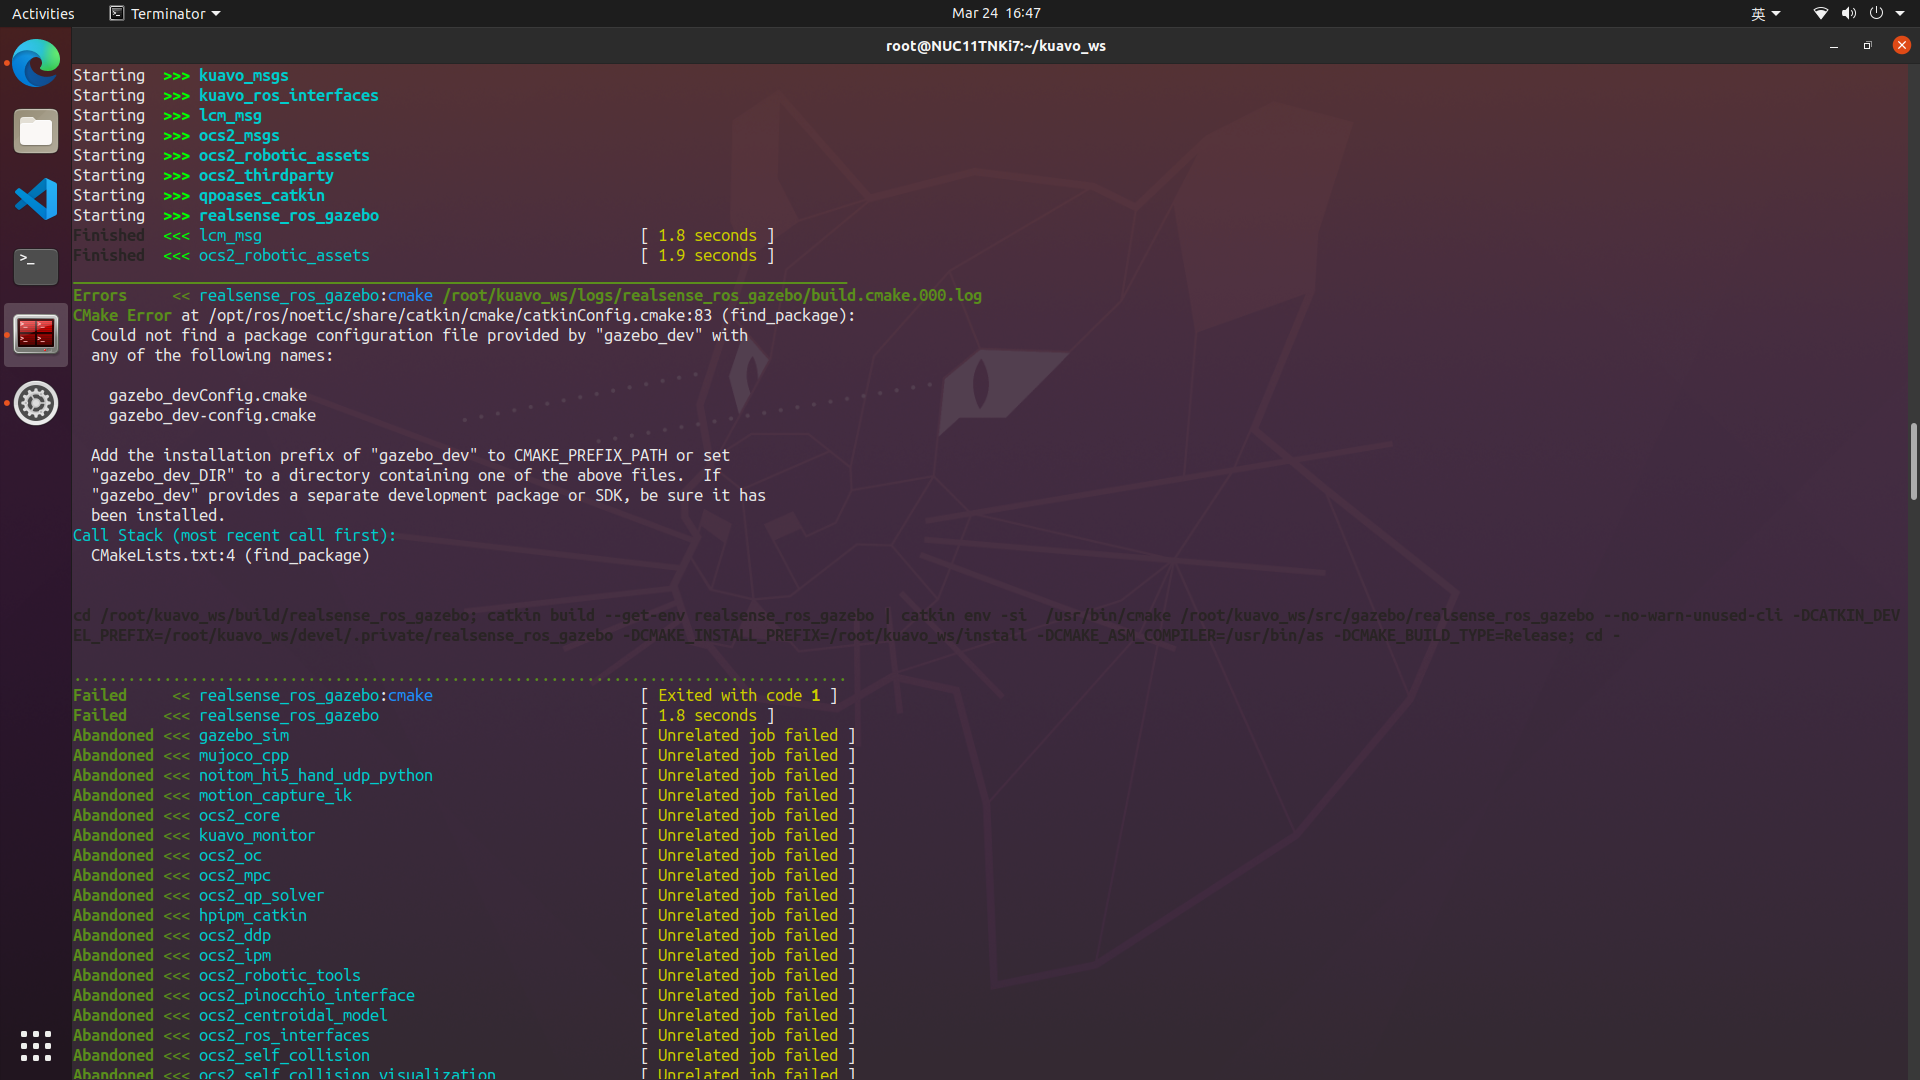 Activities
Terminator
Mar 24 16:47
英
root@NUC11TNKi7:~/kuavo_ws
Starting >>> kuavo_msgs
Starting >>> kuavo_ros_interfaces
Starting >>> lcm_msg
Starting >>> ocs2_msgs
Starting >>> ocs2_robotic_assets
Starting >>> ocs2_thirdparty
Starting >>> qpoases_catkin
Starting >>> realsense_ros_gazebo
Finished <<< lcm_msg [ 1.8 seconds ]
Finished <<< ocs2_robotic_assets [ 1.9 seconds ]
Errors << realsense_ros_gazebo:cmake /root/kuavo_ws/logs/realsense_ros_gazebo/build.cmake.000.log
CMake Error at /opt/ros/noetic/share/catkin/cmake/catkinConfig.cmake:83 (find_package):
Could not find a package configuration file provided by "gazebo_dev" with
any of the following names:
gazebo_devConfig.cmake
gazebo_dev-config.cmake
Add the installation prefix of "gazebo_dev" to CMAKE_PREFIX_PATH or set
"gazebo_dev_DIR" to a directory containing one of the above files.  If
"gazebo_dev" provides a separate development package or SDK, be sure it has
been installed.
Call Stack (most recent call first):
CMakeLists.txt:4 (find_package)
cd /root/kuavo_ws/build/realsense_ros_gazebo; catkin build --get-env realsense_ros_gazebo | catkin env -si  /usr/bin/cmake /root/kuavo_ws/src/gazebo/realsense_ros_gazebo --no-warn-unused-cli -DCATKIN_DEV
EL_PREFIX=/root/kuavo_ws/devel/.private/realsense_ros_gazebo -DCMAKE_INSTALL_PREFIX=/root/kuavo_ws/install -DCMAKE_ASM_COMPILER=/usr/bin/as -DCMAKE_BUILD_TYPE=Release; cd -
......................................................................................
Failed << realsense_ros_gazebo:cmake [ Exited with code 1 ]
Failed <<< realsense_ros_gazebo [ 1.8 seconds ]
Abandoned <<< gazebo_sim [ Unrelated job failed ]
Abandoned <<< mujoco_cpp [ Unrelated job failed ]
Abandoned <<< noitom_hi5_hand_udp_python [ Unrelated job failed ]
Abandoned <<< motion_capture_ik [ Unrelated job failed ]
Abandoned <<< ocs2_core [ Unrelated job failed ]
Abandoned <<< kuavo_monitor [ Unrelated job failed ]
Abandoned <<< ocs2_oc [ Unrelated job failed ]
Abandoned <<< ocs2_mpc [ Unrelated job failed ]
Abandoned <<< ocs2_qp_solver [ Unrelated job failed ]
Abandoned <<< hpipm_catkin [ Unrelated job failed ]
Abandoned <<< ocs2_ddp [ Unrelated job failed ]
Abandoned <<< ocs2_ipm [ Unrelated job failed ]
Abandoned <<< ocs2_robotic_tools [ Unrelated job failed ]
Abandoned <<< ocs2_pinocchio_interface [ Unrelated job failed ]
Abandoned <<< ocs2_centroidal_model [ Unrelated job failed ]
Abandoned <<< ocs2_ros_interfaces [ Unrelated job failed ]
Abandoned <<< ocs2_self_collision [ Unrelated job failed ]
Abandoned <<< ocs2_self_collision_visualization [ Unrelated job failed ]